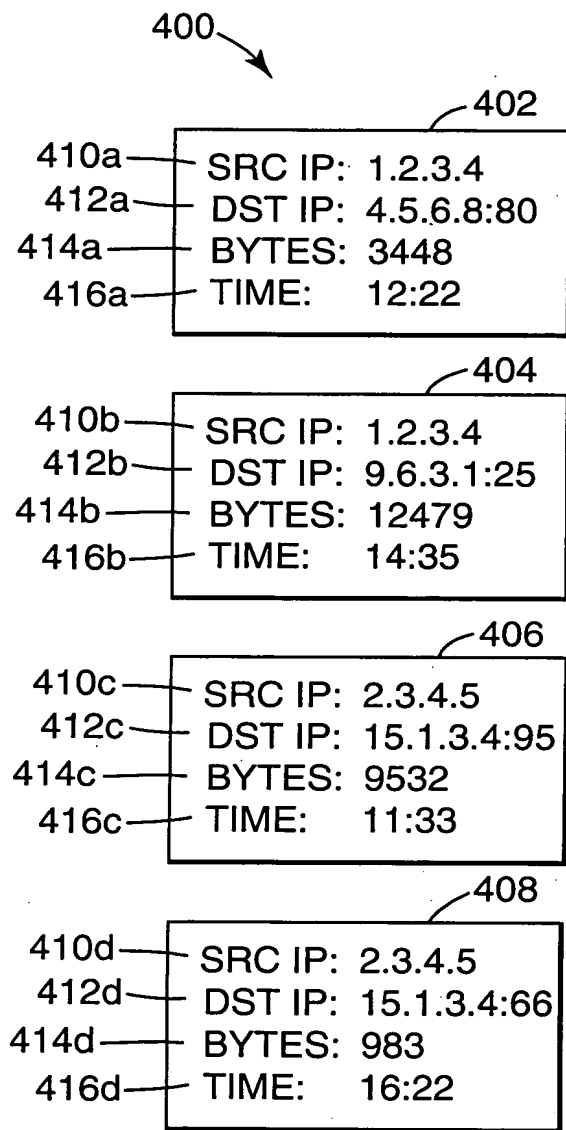 400
402
410a SRC IP: 1.2.3.4
412a DST IP: 4.5.6.8:80
414a BYTES: 3448
416a TIME: 12:22
404
410b SRC IP: 1.2.3.4
412b DST IP: 9.6.3.1:25
414b BYTES: 12479
416b TIME: 14:35
406
410c SRC IP: 2.3.4.5
412c DST IP: 15.1.3.4:95
414c BYTES: 9532
416c TIME: 11:33
408
410d SRC IP: 2.3.4.5
412d DST IP: 15.1.3.4:66
414d BYTES: 983
416d TIME: 16:22